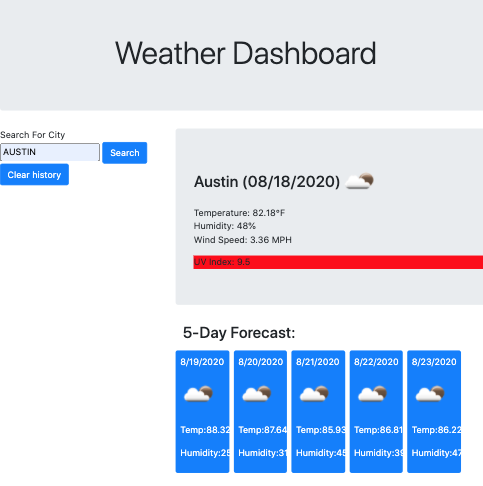 Weather Dashboard
Search For City
AUSTIN
Search
Clear history
Austin (08/18/2020)
Temperature: 82.18°F
Humidity: 48%
Wind Speed: 3.36 MPH
UV Index: 9.5
5-Day Forecast:
8/19/2020 8/20/2020 8/21/2020 8/22/2020 8/23/2020
Temp:88.32 Temp:87.64 Temp:85.93 Temp:86.81 Temp:86.22
Humidity:25 Humidity:31 Humidity:45 Humidity:39 Humidity:47